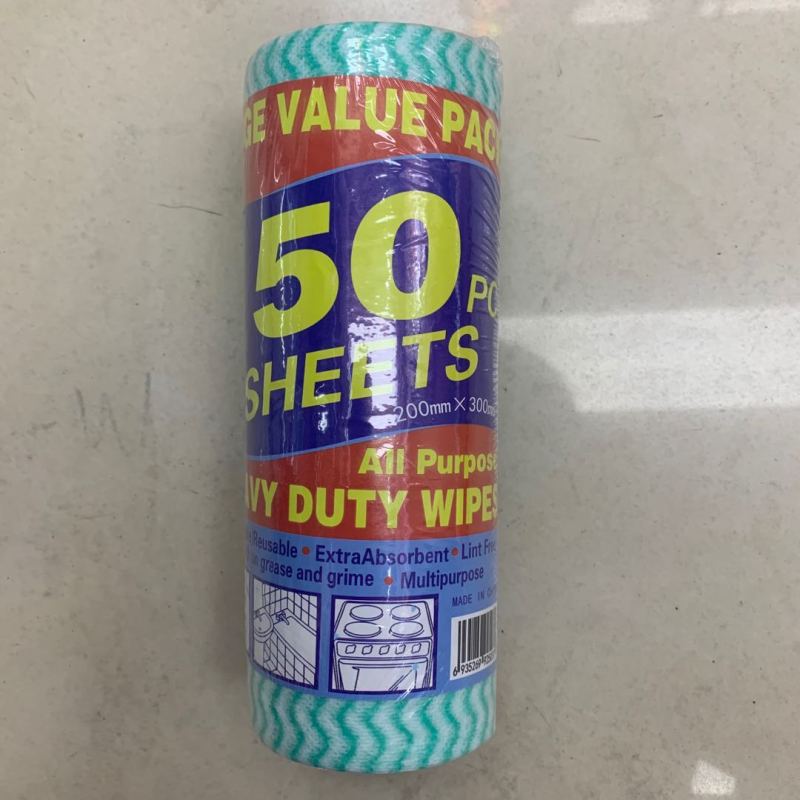 GE VALUE PAC
50 PC
SHEETS
200mm X 300m
All Purpose
VY DUTY WIPES
Reusable • ExtraAbsorbent • Lint Free
on grease and grime • Multipurpose
MADE IN